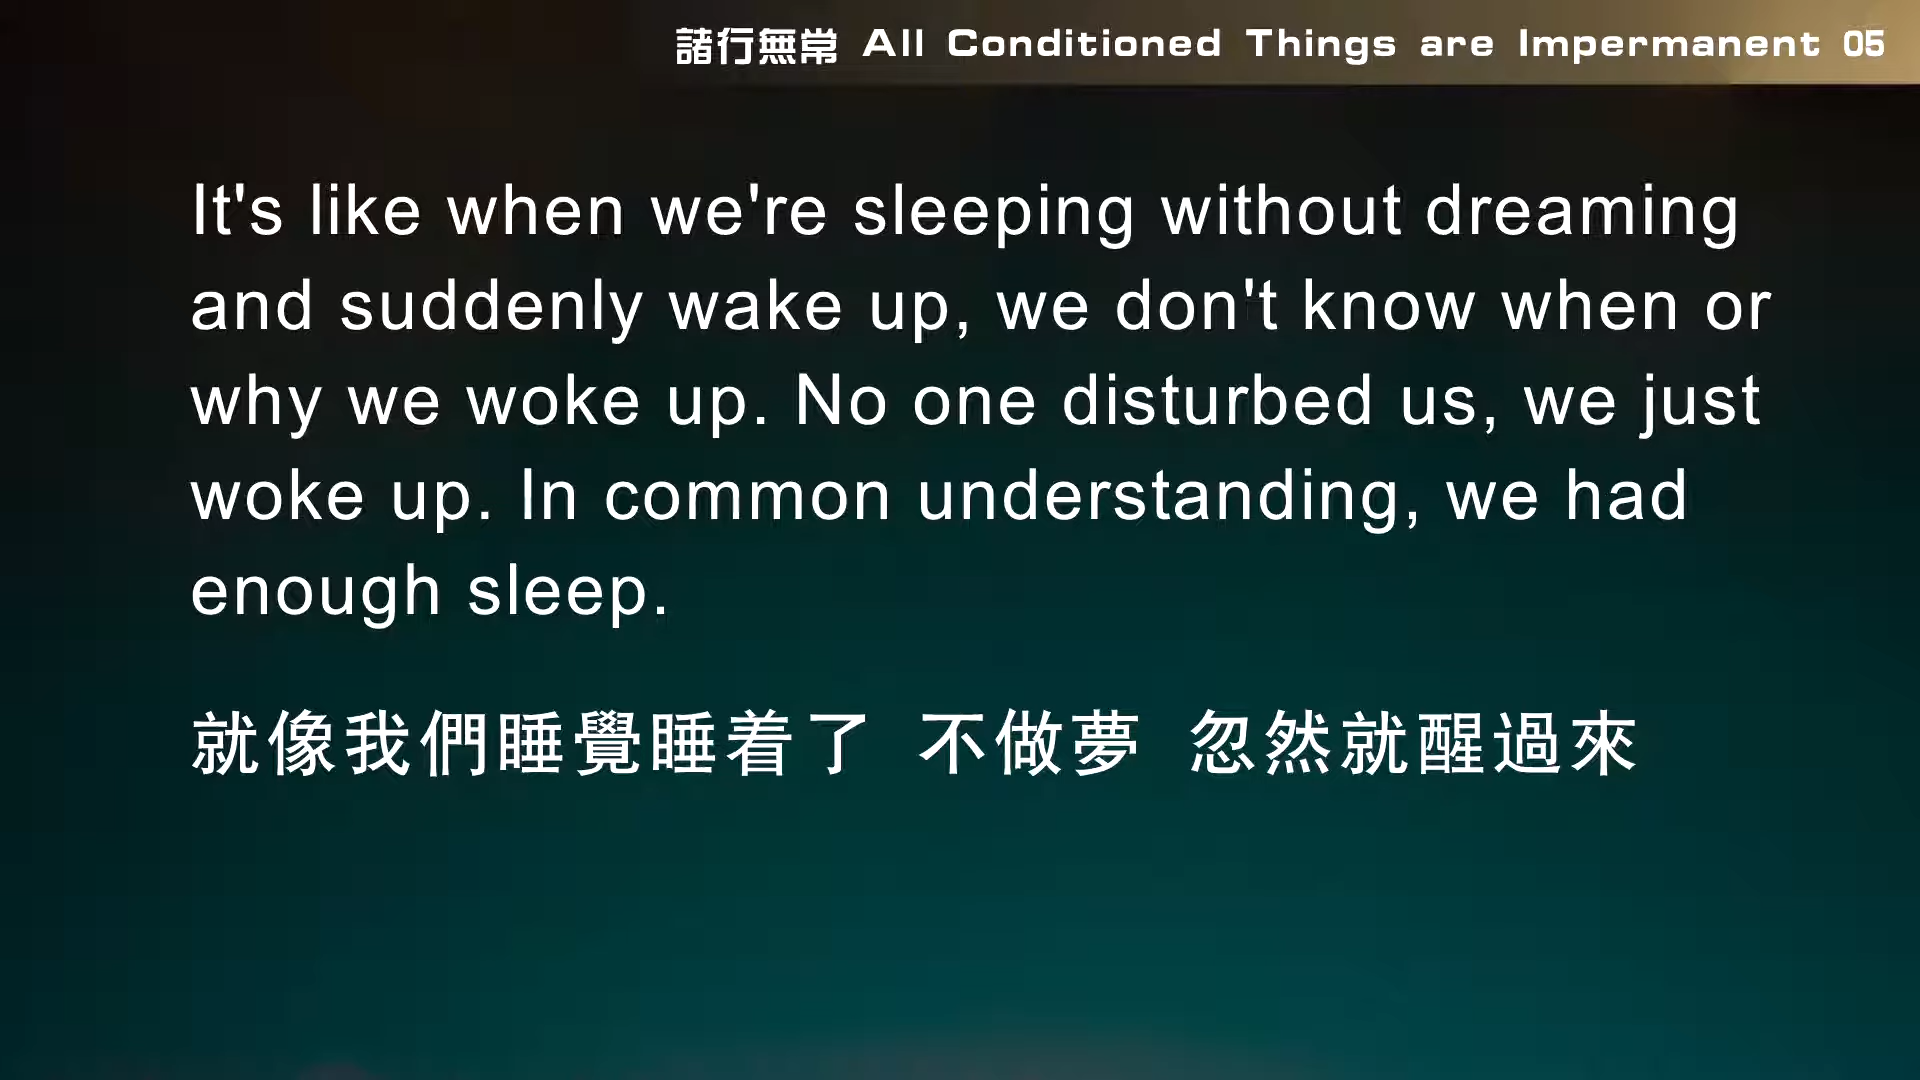 諸行無常 All Conditioned Things are Impermanent 05
It's like when we're sleeping without dreaming
and suddenly wake up, we don't know when or
why we woke up. No one disturbed us, we just
woke up. In common understanding, we had
enough sleep.
就像我們睡覺睡着了 不做夢 忽然就醒過來